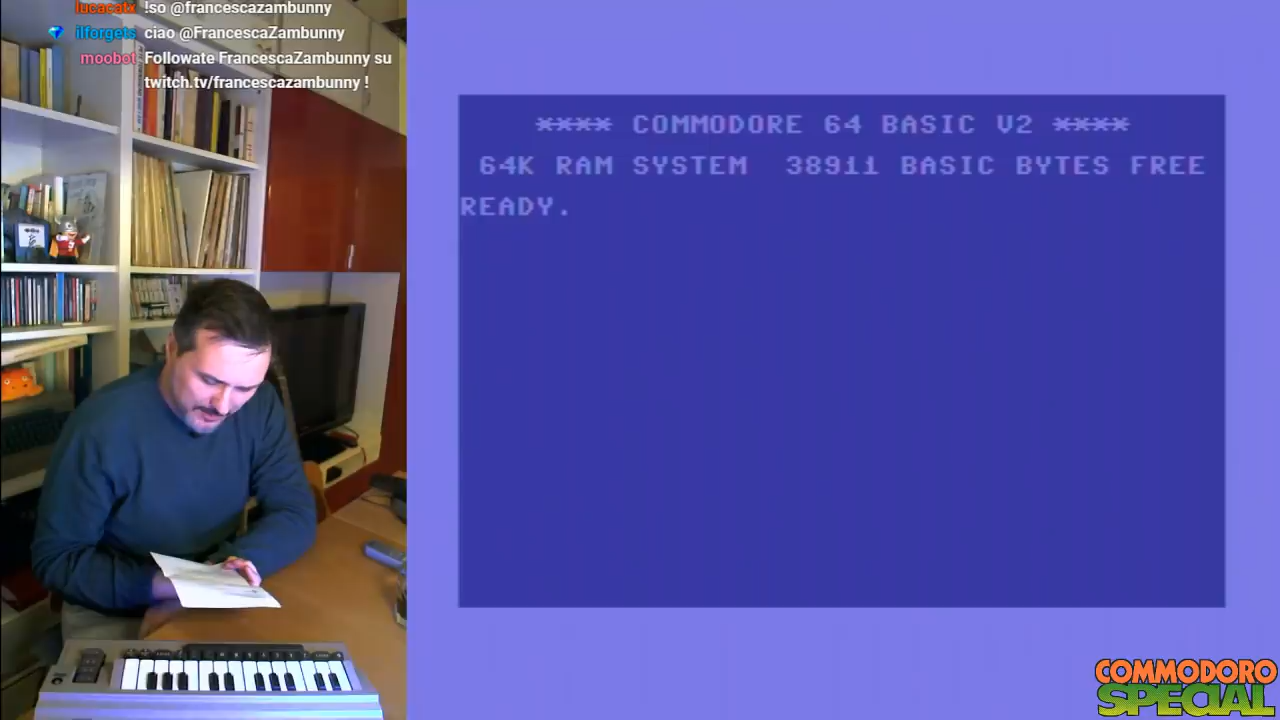 lucacatx !so @francescazambunny
ilforgets ciao @FrancescaZambunny
moobot Followate FrancescaZambunny su
twitch.tv/francescazambunny !
**** COMMODORE 64 BASIC V2 ****
64K RAM SYSTEM 38911 BASIC BYTES FREE
READY.
COMMODORO
SPECIAL